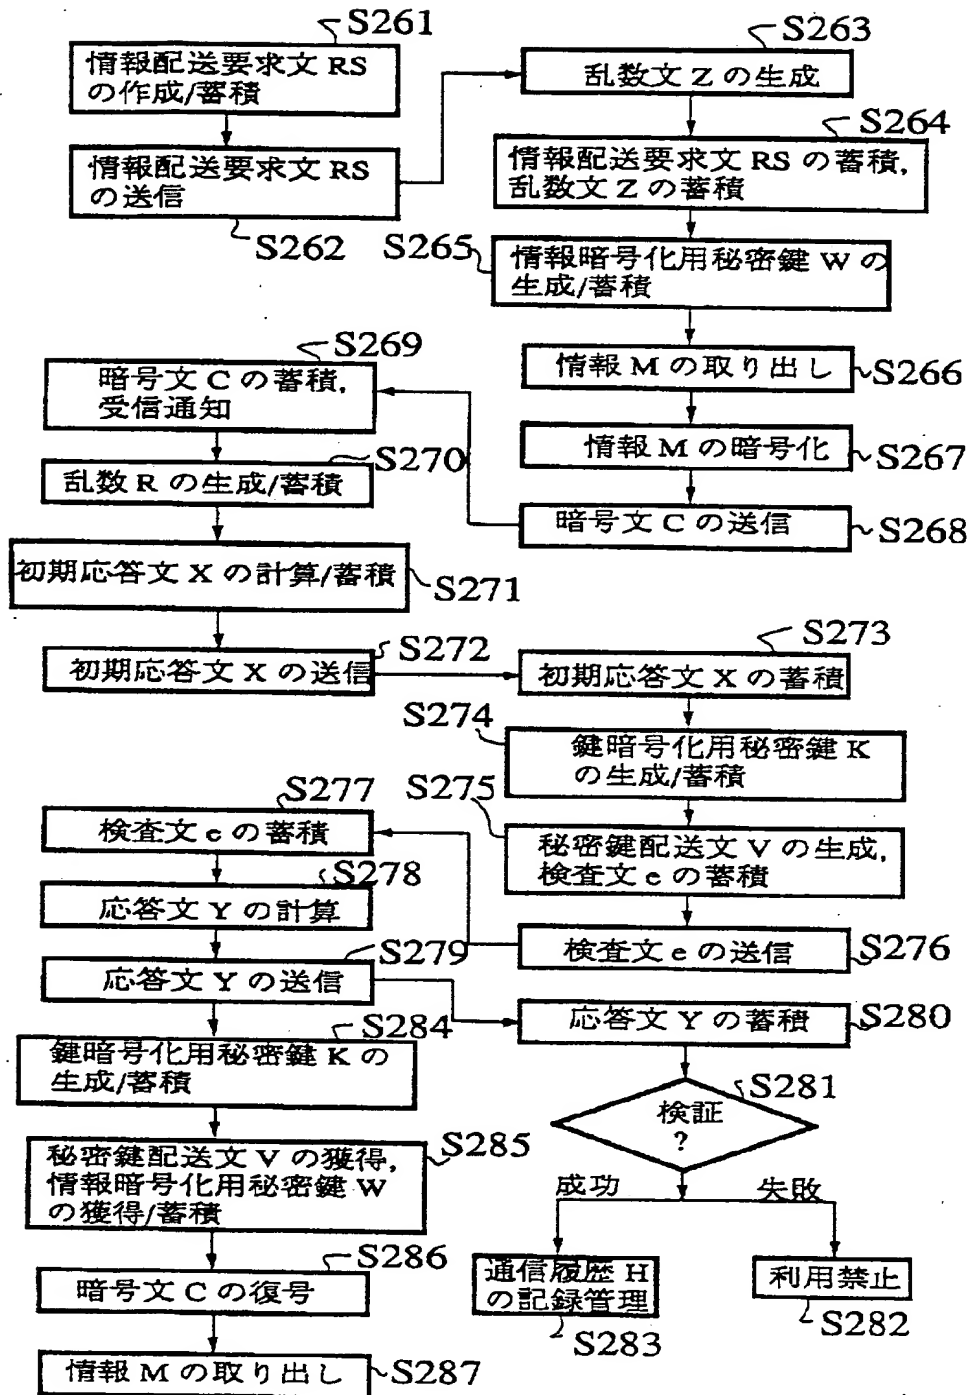 S261
情報配送要求文 RS
の作成/蓄積
情報配送要求文 RS
の送信
S262
S263
乱数文 Z の生成
S264
情報配送要求文 RS の蓄積,
乱数文 Z の蓄積
S265
情報暗号化用秘密鍵 W の
生成/蓄積
情報 M の取り出し
S266
情報 M の暗号化
S267
暗号文 C の送信
S268
S269
暗号文 C の蓄積,
受信通知
S270
乱数 R の生成/蓄積
初期応答文 X の計算/蓄積
S271
初期応答文 X の送信
S272
S273
初期応答文 X の蓄積
S274
鍵暗号化用秘密鍵 K
の生成/蓄積
S275
秘密鍵配送文 V の生成,
検査文 e の蓄積
検査文 e の送信
S276
S277
検査文 e の蓄積
S278
応答文 Y の計算
S279
応答文 Y の送信
応答文 Y の蓄積
S280
S281
検証
?
成功
失敗
通信履歴 H
の記録管理
S283
利用禁止
S282
S284
鍵暗号化用秘密鍵 K の
生成/蓄積
秘密鍵配送文 V の獲得,
情報暗号化用秘密鍵 W
の獲得/蓄積
S285
S286
暗号文 C の復号
情報 M の取り出し
S287